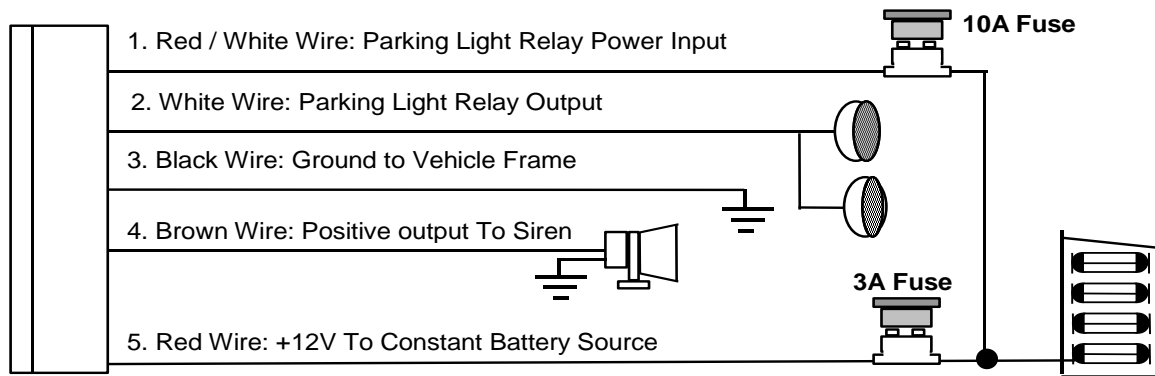 1. Red / White Wire: Parking Light Relay Power Input
10A Fuse
2. White Wire: Parking Light Relay Output
3. Black Wire: Ground to Vehicle Frame
4. Brown Wire: Positive output To Siren
3A Fuse
5. Red Wire: +12V To Constant Battery Source